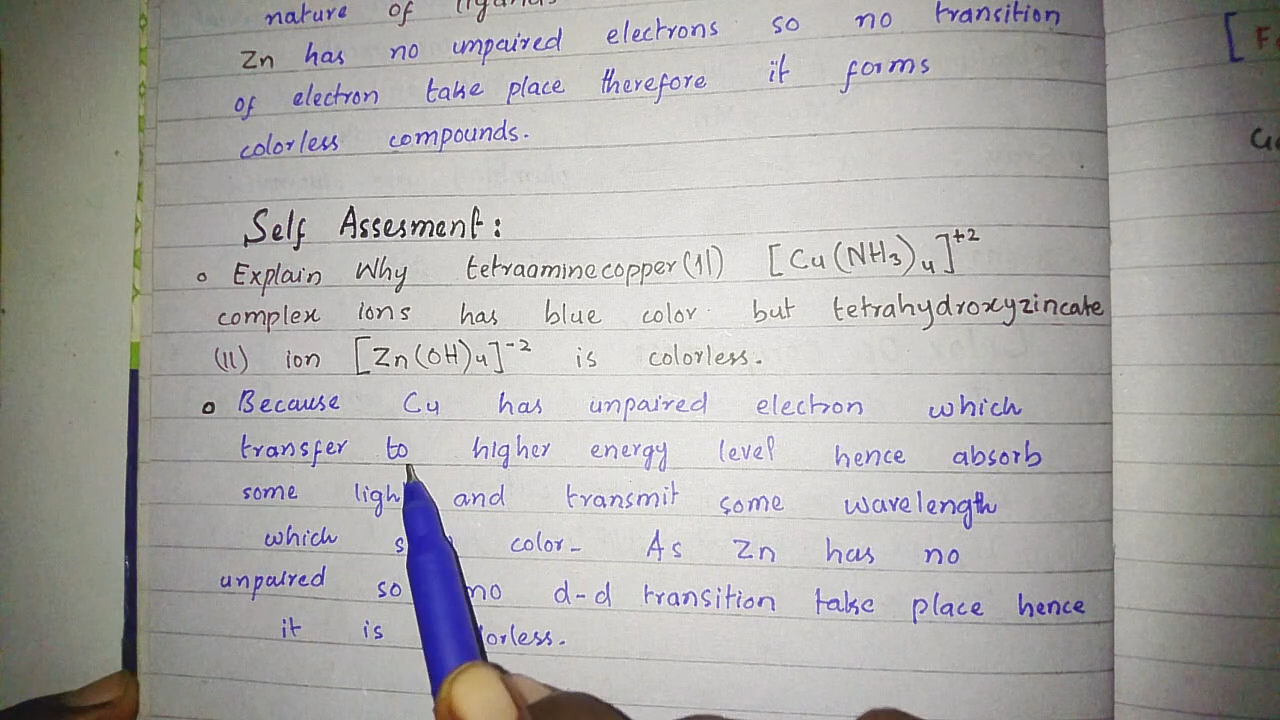 nature of ligands
Zn has no unpaired electrons so no transition
of electron take place therefore it forms
colorless compounds.
Self Assesment:
Explain Why tetraaminecopper(II) [Cu(NH3)4]+2
complex ions has blue color but tetrahydroxyzincate
(II) ion [Zn(OH)4]-2 is colorless.
Because Cu has unpaired electron which
transfer to higher energy level hence absorb
some ligh and transmit some wavelength
which color- As Zn has no
unpaired so no d-d transition take place hence
it is lorless.